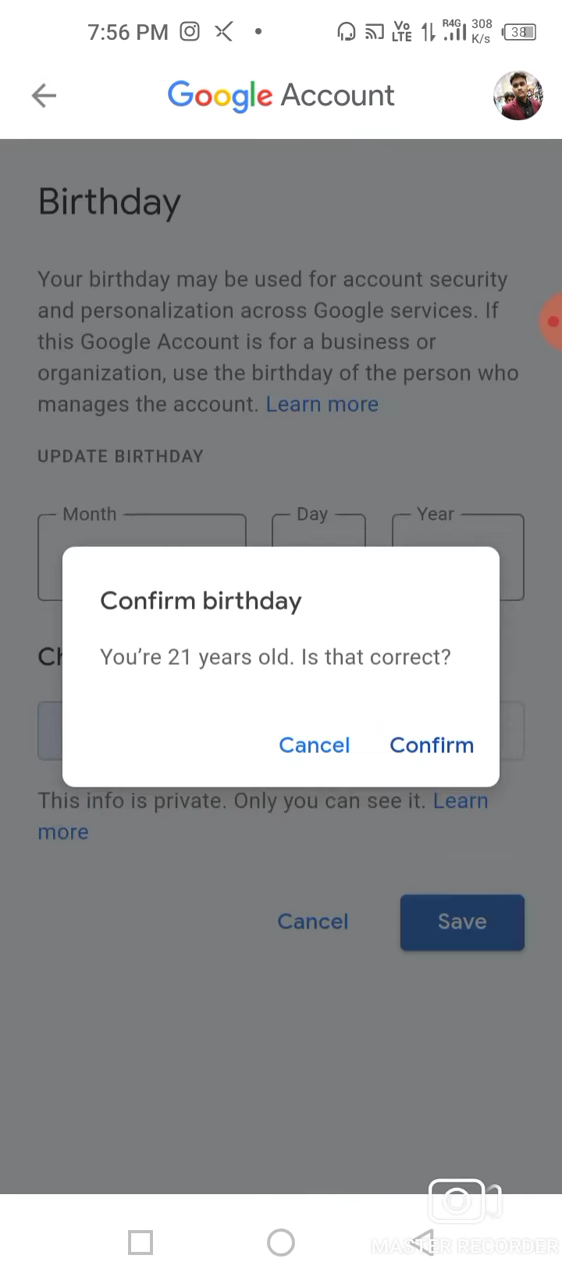 7:56 PM
Vo
LTE
R4G
308
K/s
38
Google Account
Birthday
Your birthday may be used for account security
and personalization across Google services. If
this Google Account is for a business or
organization, use the birthday of the person who
manages the account. Learn more
UPDATE BIRTHDAY
Month
Day
Year
Confirm birthday
Ch
You're 21 years old. Is that correct?
Cancel
Confirm
This info is private. Only you can see it. Learn
more
Cancel
Save
MASTER RECORDER